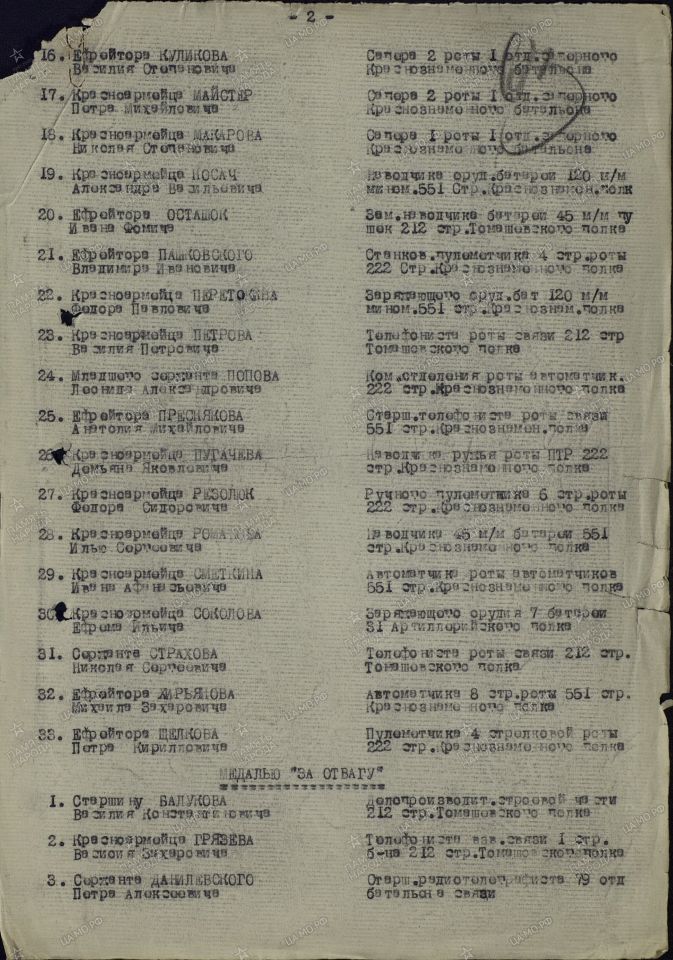 - 2 -
16. Ефрейтора КУЛИКОВА Сапера 2 роты 1 отд.саперного
Василия Степановича Краснознаменного батальона
17. Красноармейца МАЙСТЕР Сапера 2 роты 1 отд.саперного
Петра Михайловича Краснознаменного батальона
18. Красноармейца МАКАРОВА Сапера 1 роты 1 отд.саперного
Николая Степановича Краснознаменного батальона
19. Красноармейца НОСАЧ Наводчика оруд.батареи 120 м/м
Александра Васильевича мином.551 Стр.Краснознамен.полк
20. Ефрейтора ОСТАШОК Зам.наводчика батареи 45 м/м пу
Ивана Фомича шек 212 стр.Томашовского полка
21. Ефрейтора ПАШКОВСКОГО Станков.пулеметчика 4 стр.роты
Владимира Ивановича 222 Стр.Краснознаменного полка
22. Красноармейца Заряжающего оруд.бат 120 м/м
Федора Павловича мином.551 стр.Краснознам.полка
23. Красноармейца ПЕТРОВА Телефониста роты связи 212 стр
Василия Петровича Томашовского полка
24. Младшего сержанта ПОПОВА Ком.отделения роты автоматчик.
Леонида Александровича 222 стр.Краснознаменного полка
25. Ефрейтора ПРЕСНЯКОВА Старш.телефониста роты связи
Анатолия Михайловича 551 стр.Краснознамен.полка
26. Красноармейца ПУГАЧЕВА Наводчика ружья роты ПТР 222
Демьяна Яковлевича стр.Краснознаменного полка
27. Красноармейца РЕЗОЛЮК Ручного пулеметчика 6 стр.роты
Федора Сидоровича 222 стр.Краснознаменного полка
28. Красноармейца Наводчика 45 м/м батареи 551
Илью Сергеевича стр.Краснознаменного полка
29. Красноармейца СМЕТКИНА Автоматчика роты автоматчиков
Ивана Афанасьевича 551 стр.Краснознаменного полка
30. Красноармейца СОКОЛОВА Заряжающего орудия 7 батареи
Ефрема Ильича 31 Артиллерийского полка
31. Сержанта СТРАХОВА Телефониста роты связи 212 стр.
Николая Сергеевича Томашовского полка
32. Ефрейтора ХИРЬЯНОВА Автоматчика 8 стр.роты 551 стр.
Михаила Захаровича Краснознаменного полка
33. Ефрейтора ЩЕЛКОВА Пулеметчика 4 стрелковой роты
Петра Кирилловича 222 стр.Краснознаменного полка
МЕДАЛЬЮ "ЗА ОТВАГУ"
1. Старшину БАЛУКОВА Делопроизводит.строевой части
Василия Константиновича 212 стр.Томашовского полка
2. Красноармейца ГРЯЗЕВА Телефониста взв.связи 1 стр.
Василия Захаровича б-на 212 стр.Томашовского полка
3. Сержанта ДАНИЛЕВСКОГО Старш.радиотелеграфиста 79 отд
Петра Алексеевича батальона связи